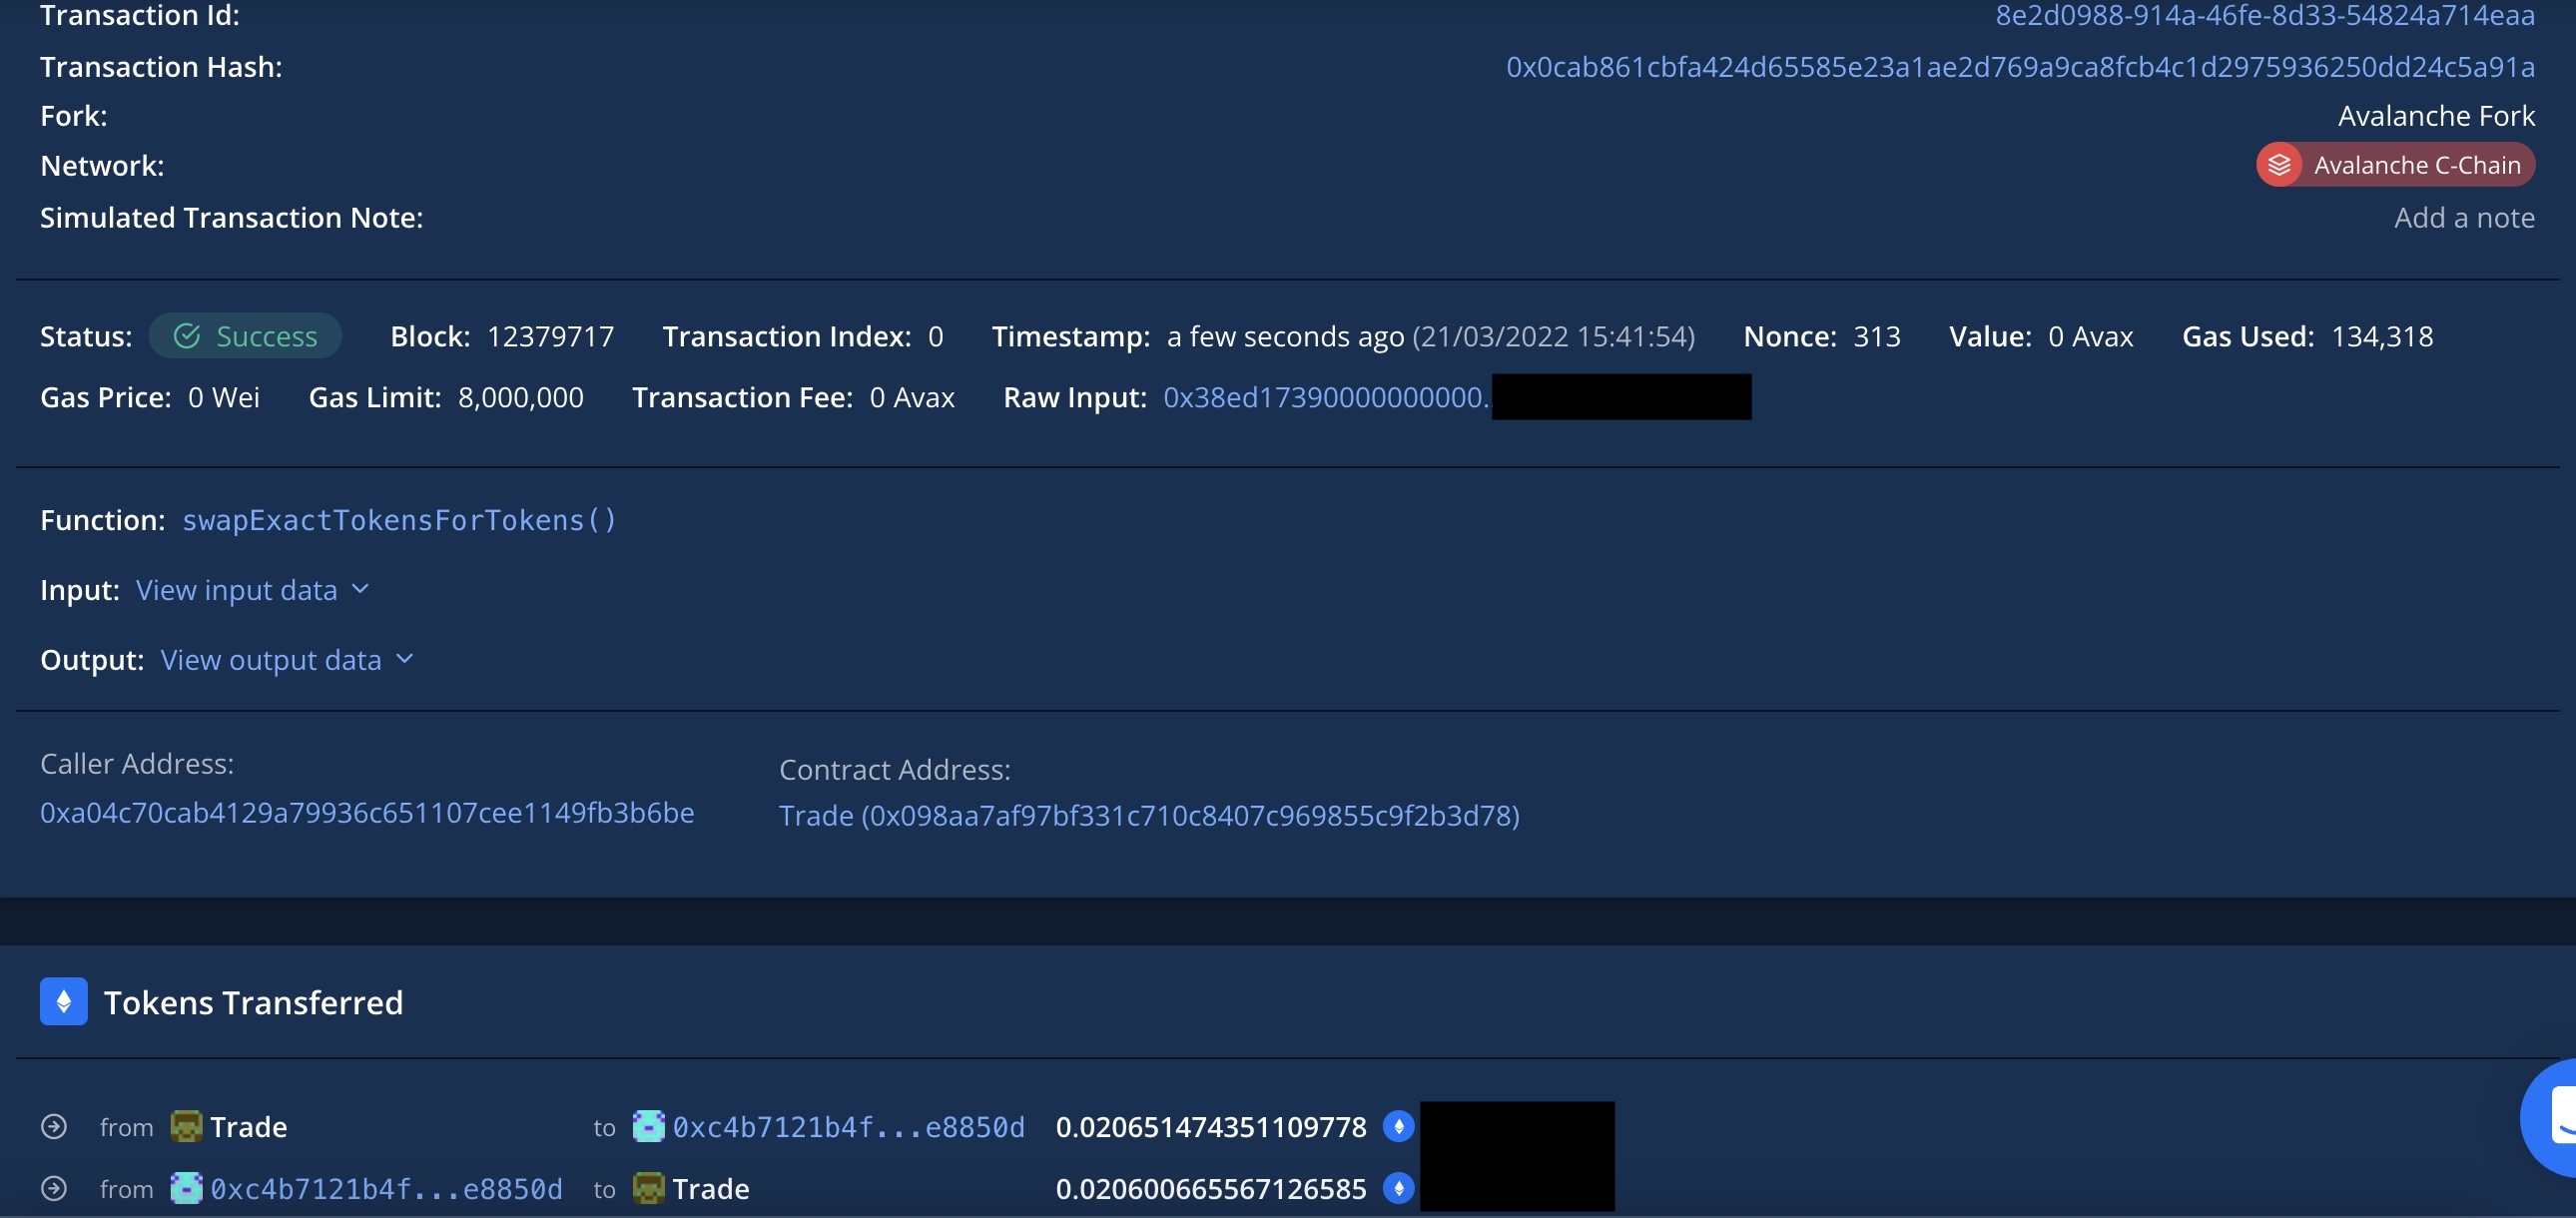 Transaction Id: 8e2d0988-914a-46fe-8d33-54824a714eaa
Transaction Hash: 0x0cab861cbfa424d65585e23a1ae2d769a9ca8fcb4c1d2975936250dd24c5a91a
Fork: Avalanche Fork
Network: Avalanche C-Chain
Simulated Transaction Note: Add a note
Status: Success Block: 12379717 Transaction Index: 0 Timestamp: a few seconds ago (21/03/2022 15:41:54) Nonce: 313 Value: 0 Avax Gas Used: 134,318
Gas Price: 0 Wei Gas Limit: 8,000,000 Transaction Fee: 0 Avax Raw Input: 0x38ed17390000000000.
Function: swapExactTokensForTokens()
Input: View input data
Output: View output data
Caller Address:
0xa04c70cab4129a79936c651107cee1149fb3b6be
Contract Address:
Trade (0x098aa7af97bf331c710c8407c969855c9f2b3d78)
Tokens Transferred
from Trade to 0xc4b7121b4f...e8850d 0.020651474351109778
from 0xc4b7121b4f...e8850d to Trade 0.020600665567126585